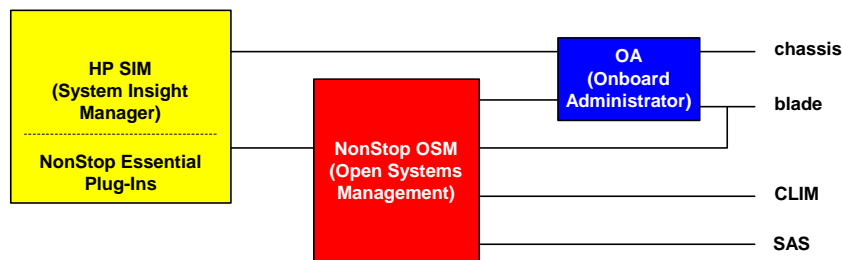 HP SIM
(System Insight
Manager)
NonStop Essential
Plug-Ins
NonStop OSM
(Open Systems
Management)
OA
(Onboard
Administrator)
chassis
blade
CLIM
SAS